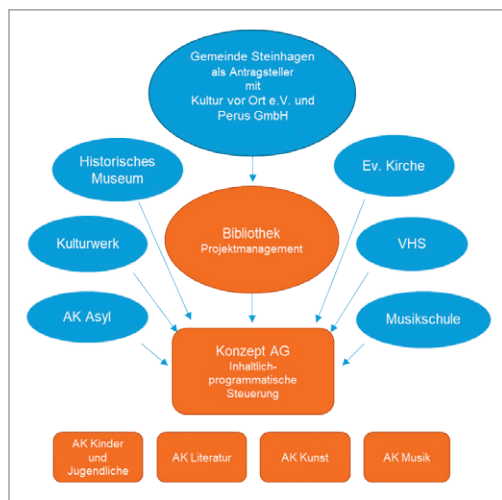 Gemeinde Steinhagen
als Antragsteller
mit
Kultur vor Ort e.V. und
Perus GmbH
Historisches
Museum
Ev. Kirche
Bibliothek
Projektmanagement
Kulturwerk
VHS
AK Asyl
Musikschule
Konzept AG
Inhaltlich-
programmatische
Steuerung
AK Kinder
und
Jugendliche
AK Literatur
AK Kunst
AK Musik